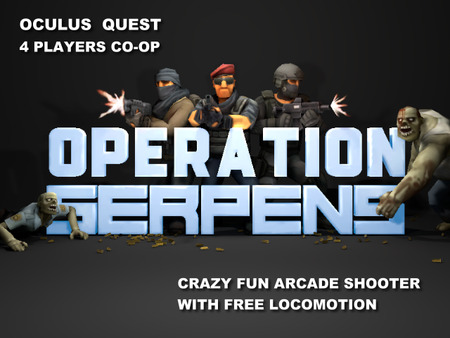 OCULUS QUEST
4 PLAYERS CO-OP
OPERATION
SERPENS
CRAZY FUN ARCADE SHOOTER
WITH FREE LOCOMOTION